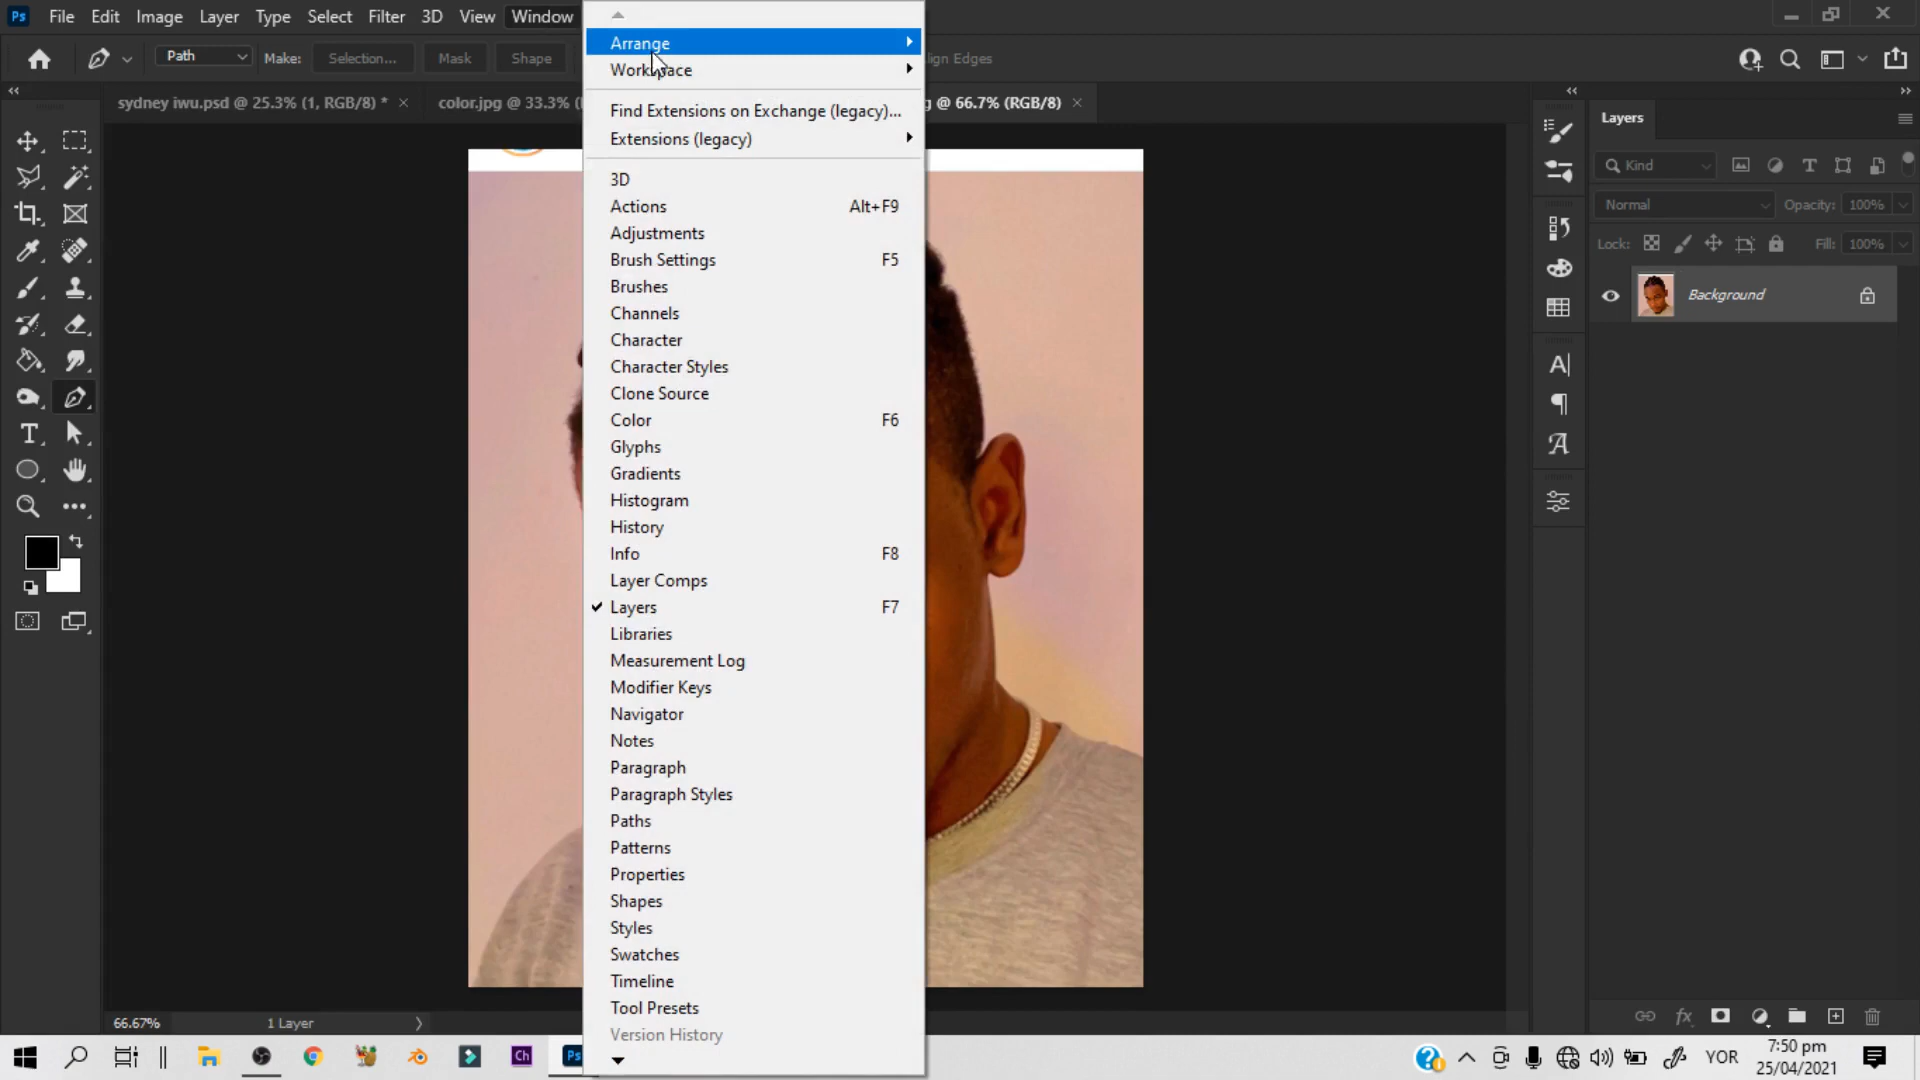 Ps File Edit Image Layer Type Select Filter 3D View Window
Path Make: Selection... Mask Shape lign Edges
sydney iwu.psd @ 25.3% (1, RGB/8) * × color.jpg @ 33.3% ( g @ 66.7% (RGB/8) ×
Arrange
Workspace
Find Extensions on Exchange (legacy)...
Extensions (legacy)
3D
Actions Alt+F9
Adjustments
Brush Settings F5
Brushes
Channels
Character
Character Styles
Clone Source
Color F6
Glyphs
Gradients
Histogram
History
Info F8
Layer Comps
Layers F7
Libraries
Measurement Log
Modifier Keys
Navigator
Notes
Paragraph
Paragraph Styles
Paths
Patterns
Properties
Shapes
Styles
Swatches
Timeline
Tool Presets
Version History
Layers
Kind
Normal Opacity: 100%
Lock: Fill: 100%
Background
fx
66.67% 1 Layer
Ch Ps YOR 7:50 pm
25/04/2021